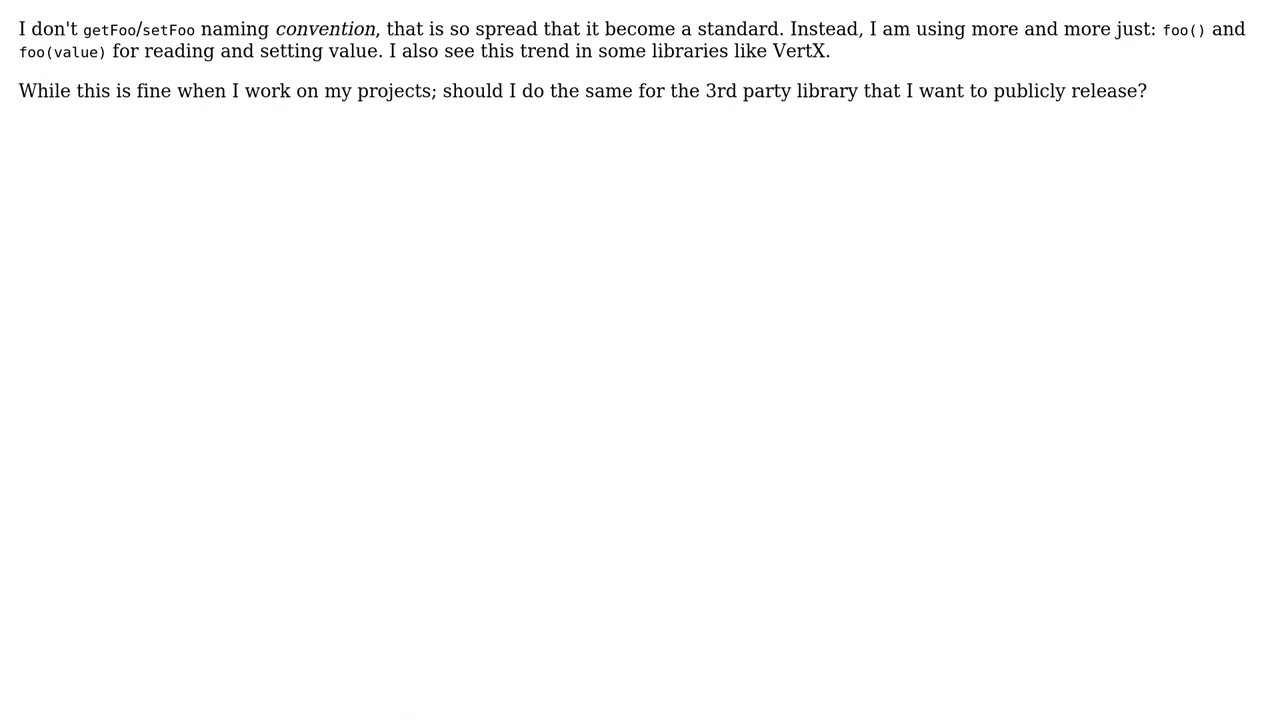 I don't getFoo/setFoo naming convention, that is so spread that it become a standard. Instead, I am using more and more just: foo() and
foo(value) for reading and setting value. I also see this trend in some libraries like VertX.
While this is fine when I work on my projects; should I do the same for the 3rd party library that I want to publicly release?